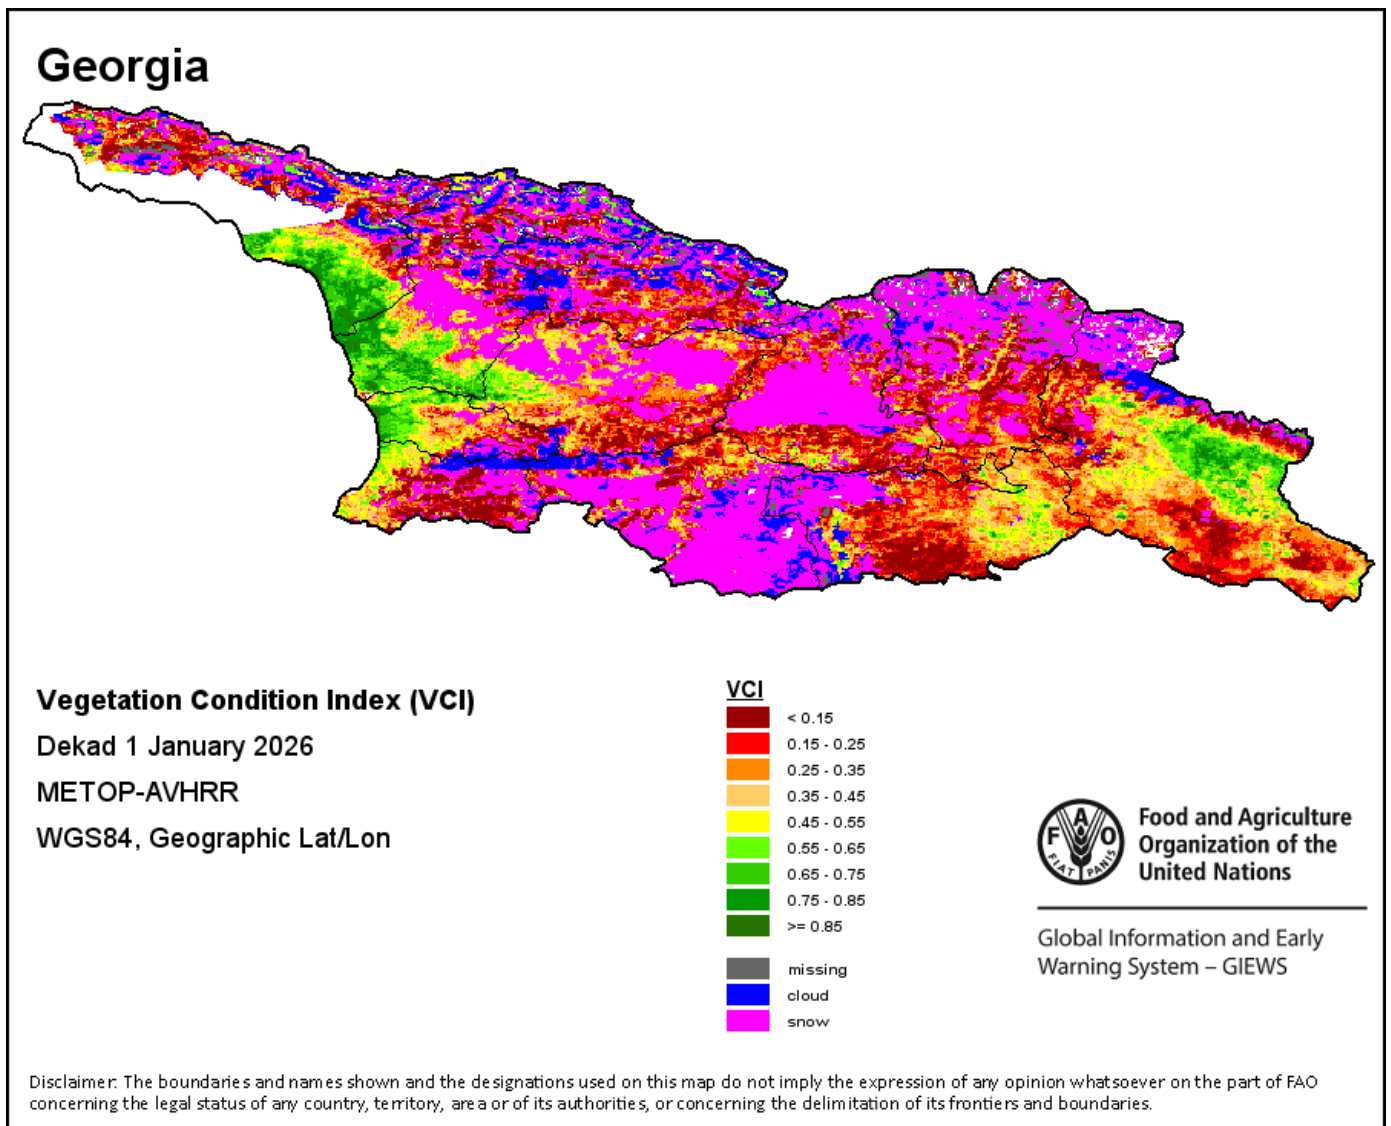 Georgia
Vegetation Condition Index (VCI)
Dekad 1 January 2026
METOP-AVHRR
WGS84, Geographic Lat/Lon
VCI
< 0.15
0.15 - 0.25
0.25 - 0.35
0.35 - 0.45
0.45 - 0.55
0.55 - 0.65
0.65 - 0.75
0.75 - 0.85
>= 0.85
missing
cloud
snow
F A O
FIAT PANIS
Food and Agriculture
Organization of the
United Nations
Global Information and Early
Warning System – GIEWS
Disclaimer: The boundaries and names shown and the designations used on this map do not imply the expression of any opinion whatsoever on the part of FAO
concerning the legal status of any country, territory, area or of its authorities, or concerning the delimitation of its frontiers and boundaries.